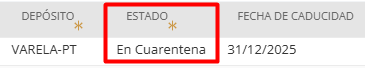 DEPÓSITO ESTADO FECHA DE CADUCIDAD
VARELA-PT En Cuarentena 31/12/2025